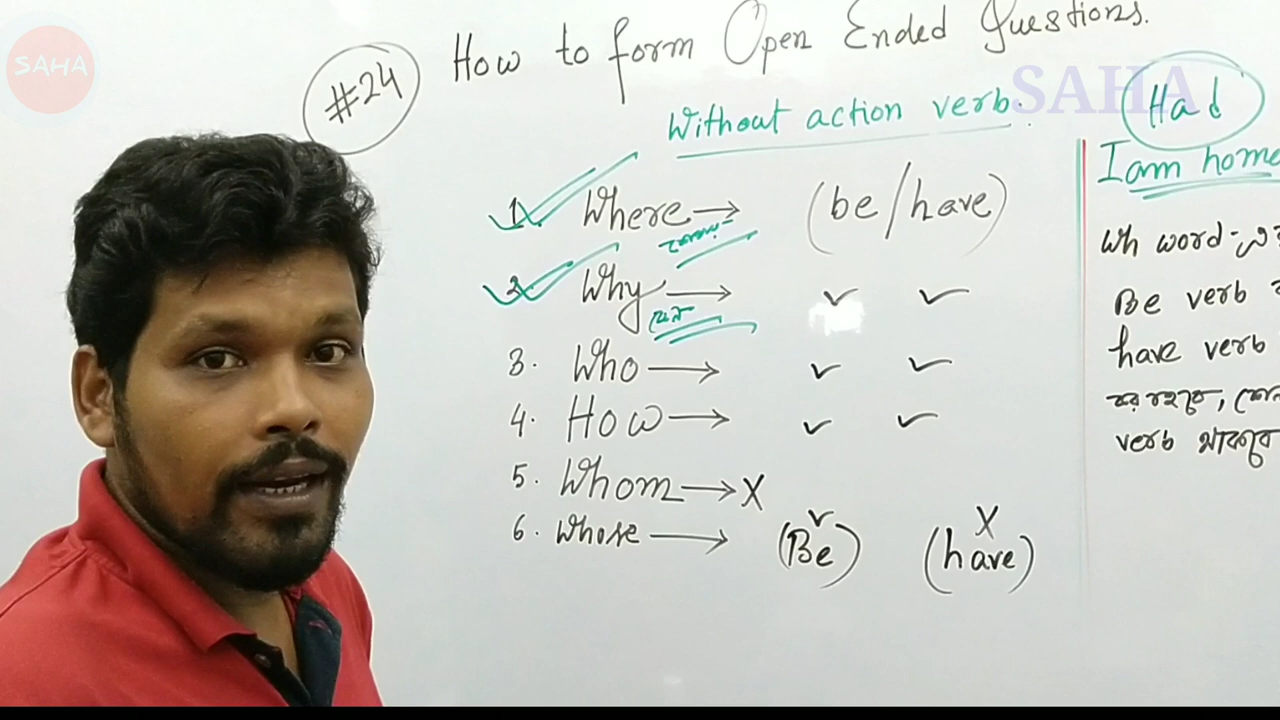 SAHA
#24
How to form Open Ended Questions.
SAHA
Without action verb.
Had
1. Where → (be/have)
কোথায়
2. Why → ✓ ✓
কেন
3. Who → ✓ ✓
4. How → ✓ ✓
5. Whom → X
6. Whose → (Be) ✓ (have) X
I am home
Wh word-
Be verb
have verb
verb থাকবে